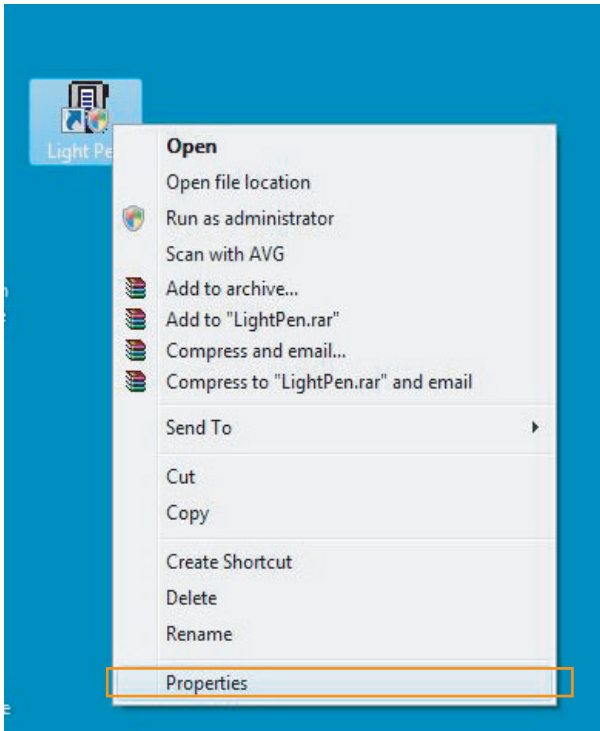 Light Pe
Open
Open file location
Run as administrator
Scan with AVG
Add to archive...
Add to "LightPen.rar"
Compress and email...
Compress to "LightPen.rar" and email
Send To
Cut
Copy
Create Shortcut
Delete
Rename
Properties